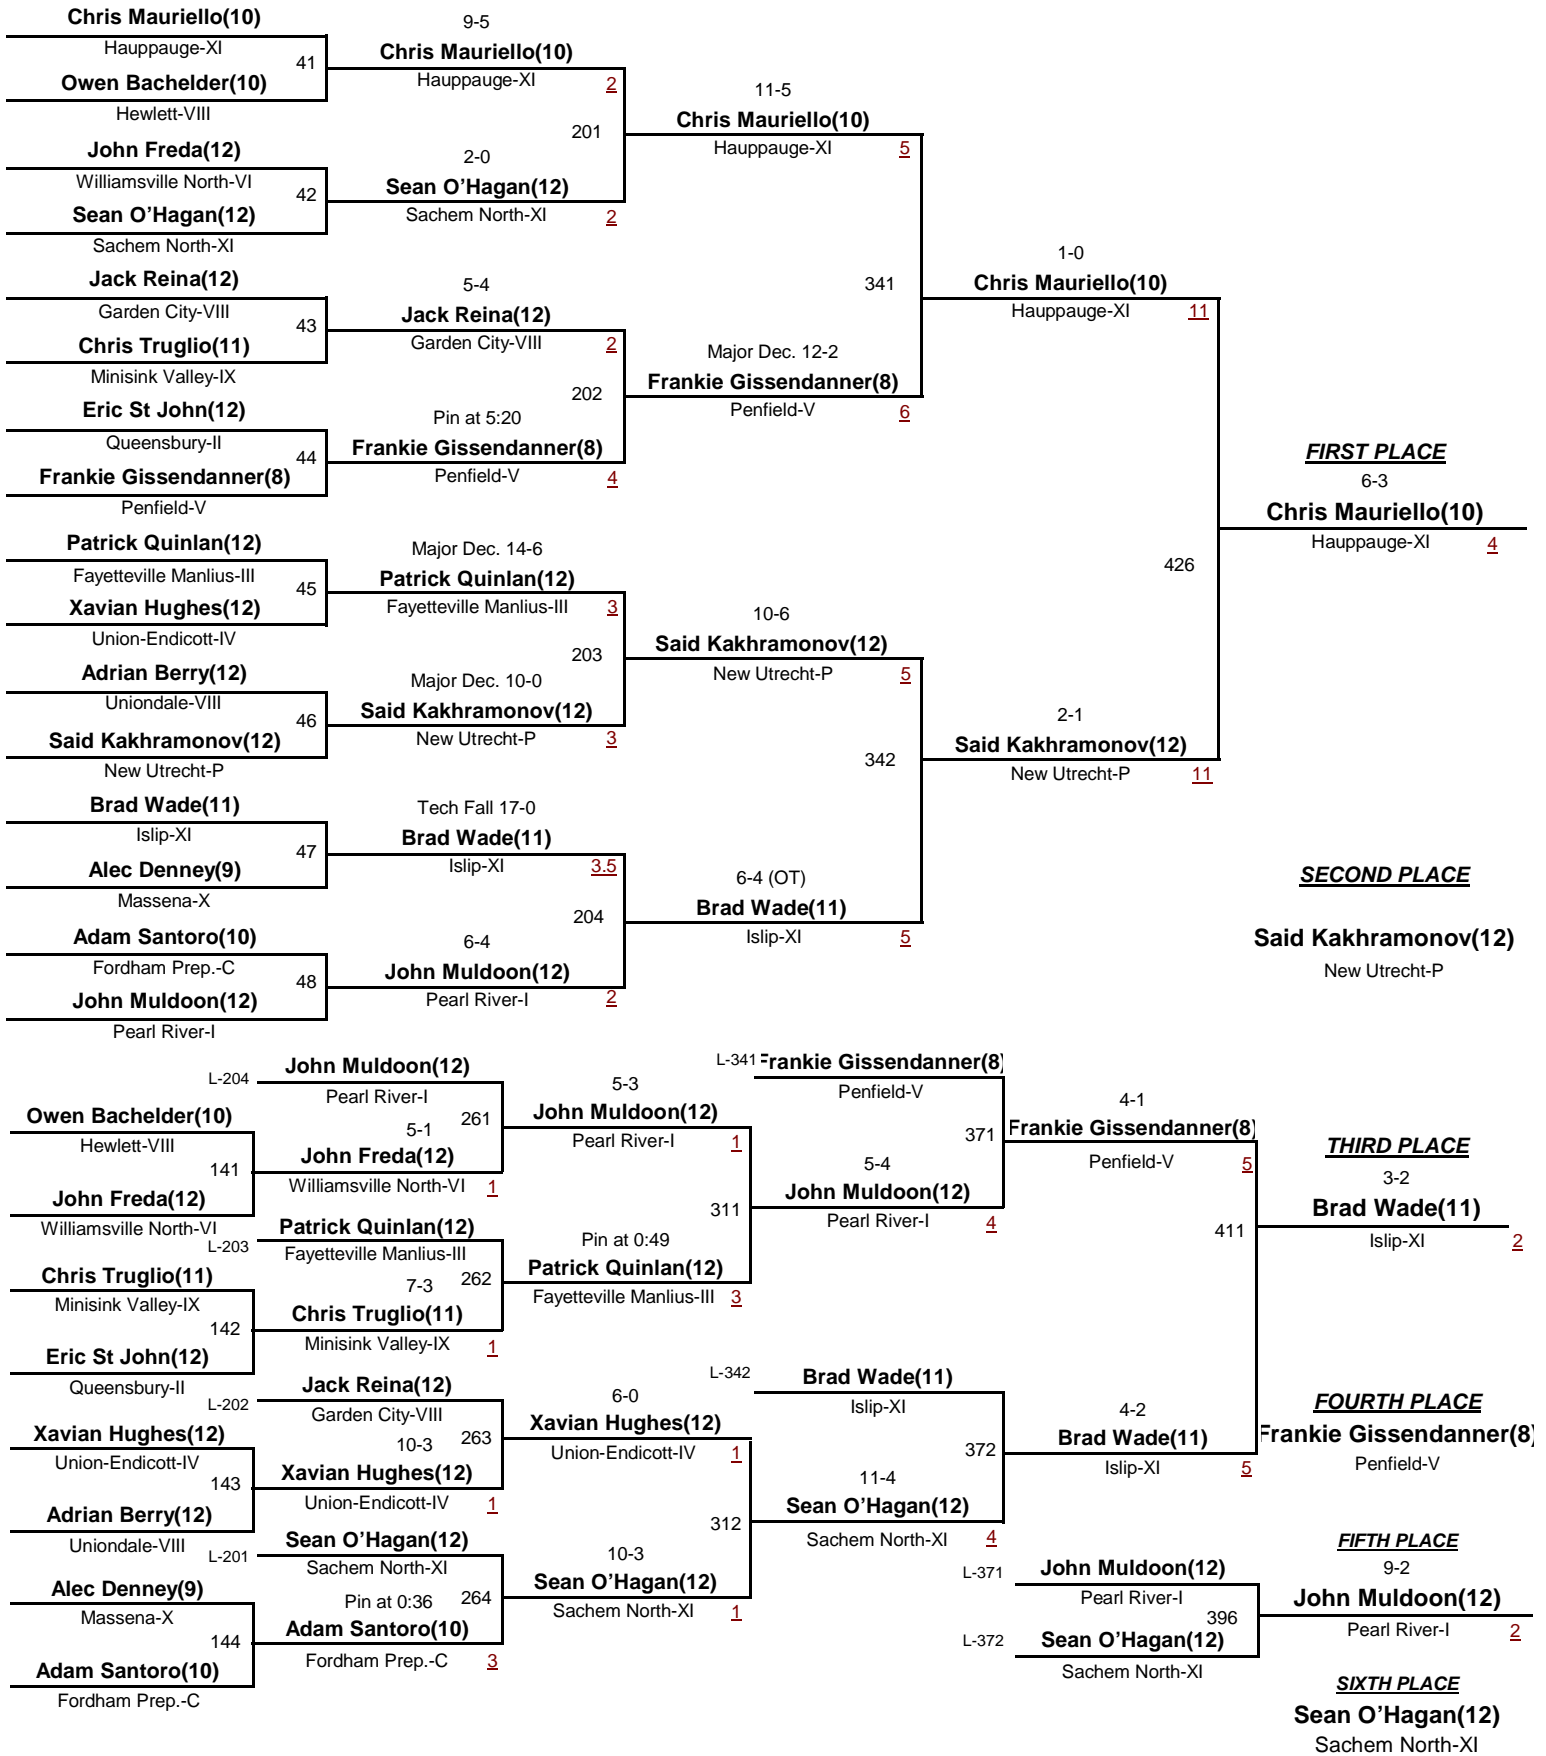 Chris Mauriello(10)
Hauppauge-XI
41
Owen Bachelder(10)
Hewlett-VIII
John Freda(12)
Williamsville North-VI
42
Sean O’Hagan(12)
Sachem North-XI
Jack Reina(12)
Garden City-VIII
43
Chris Truglio(11)
Minisink Valley-IX
Eric St John(12)
Queensbury-II
44
Frankie Gissendanner(8)
Penfield-V
Patrick Quinlan(12)
Fayetteville Manlius-III
45
Xavian Hughes(12)
Union-Endicott-IV
Adrian Berry(12)
Uniondale-VIII
46
Said Kakhramonov(12)
New Utrecht-P
Brad Wade(11)
Islip-XI
47
Alec Denney(9)
Massena-X
Adam Santoro(10)
Fordham Prep.-C
48
John Muldoon(12)
Pearl River-I
9-5
Chris Mauriello(10)
Hauppauge-XI
2
201
2-0
Sean O’Hagan(12)
Sachem North-XI
2
5-4
Jack Reina(12)
Garden City-VIII
2
202
Pin at 5:20
Frankie Gissendanner(8)
Penfield-V
4
Major Dec. 14-6
Patrick Quinlan(12)
Fayetteville Manlius-III
3
203
Major Dec. 10-0
Said Kakhramonov(12)
New Utrecht-P
3
Tech Fall 17-0
Brad Wade(11)
Islip-XI
3.5
204
6-4
John Muldoon(12)
Pearl River-I
2
11-5
Chris Mauriello(10)
Hauppauge-XI
5
341
Major Dec. 12-2
Frankie Gissendanner(8)
Penfield-V
6
10-6
Said Kakhramonov(12)
New Utrecht-P
5
342
6-4 (OT)
Brad Wade(11)
Islip-XI
5
1-0
Chris Mauriello(10)
Hauppauge-XI
11
426
2-1
Said Kakhramonov(12)
New Utrecht-P
11
FIRST PLACE
6-3
Chris Mauriello(10)
Hauppauge-XI
4
SECOND PLACE
Said Kakhramonov(12)
New Utrecht-P
Owen Bachelder(10)
Hewlett-VIII
141
John Freda(12)
Williamsville North-VI
Chris Truglio(11)
Minisink Valley-IX
142
Eric St John(12)
Queensbury-II
Xavian Hughes(12)
Union-Endicott-IV
143
Adrian Berry(12)
Uniondale-VIII
Alec Denney(9)
Massena-X
144
Adam Santoro(10)
Fordham Prep.-C
L-204
John Muldoon(12)
Pearl River-I
261
5-1
John Freda(12)
Williamsville North-VI
1
L-203
Patrick Quinlan(12)
Fayetteville Manlius-III
262
7-3
Chris Truglio(11)
Minisink Valley-IX
1
L-202
Jack Reina(12)
Garden City-VIII
263
10-3
Xavian Hughes(12)
Union-Endicott-IV
1
L-201
Sean O’Hagan(12)
Sachem North-XI
264
Pin at 0:36
Adam Santoro(10)
Fordham Prep.-C
3
5-3
John Muldoon(12)
Pearl River-I
1
311
Pin at 0:49
Patrick Quinlan(12)
Fayetteville Manlius-III
3
6-0
Xavian Hughes(12)
Union-Endicott-IV
1
312
10-3
Sean O’Hagan(12)
Sachem North-XI
1
L-341
Frankie Gissendanner(8)
Penfield-V
371
5-4
John Muldoon(12)
Pearl River-I
4
L-342
Brad Wade(11)
Islip-XI
372
11-4
Sean O’Hagan(12)
Sachem North-XI
4
4-1
Frankie Gissendanner(8)
Penfield-V
5
411
4-2
Brad Wade(11)
Islip-XI
5
THIRD PLACE
3-2
Brad Wade(11)
Islip-XI
2
FOURTH PLACE
Frankie Gissendanner(8)
Penfield-V
L-371
John Muldoon(12)
Pearl River-I
396
L-372
Sean O’Hagan(12)
Sachem North-XI
FIFTH PLACE
9-2
John Muldoon(12)
Pearl River-I
2
SIXTH PLACE
Sean O’Hagan(12)
Sachem North-XI